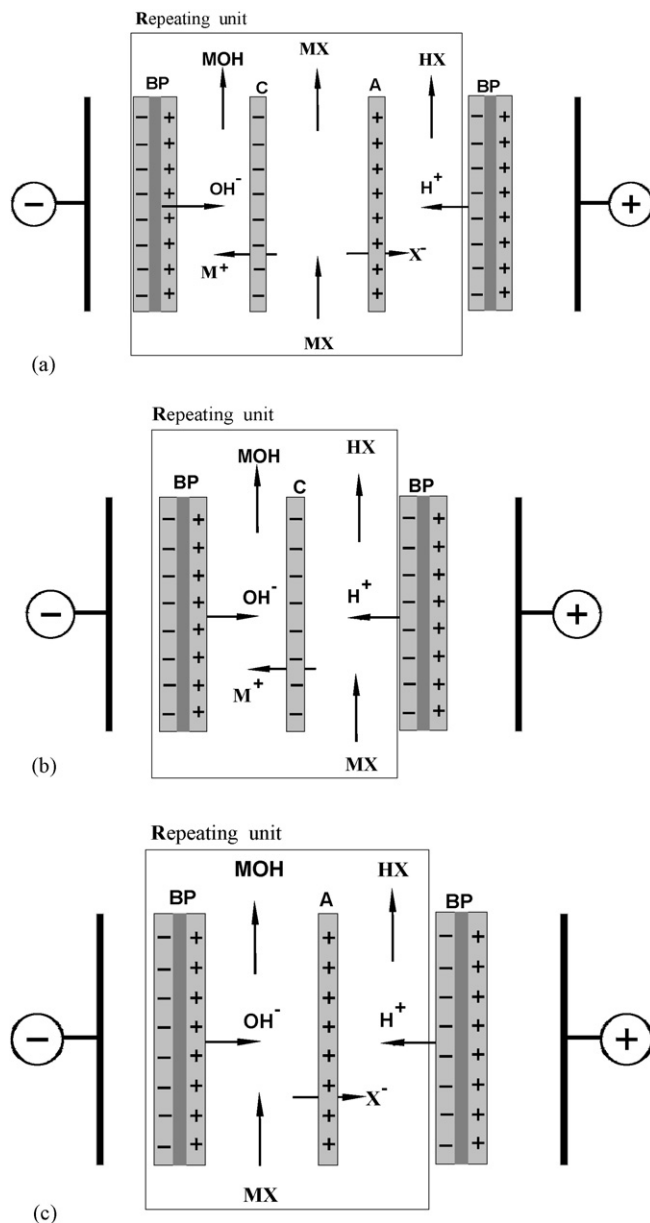 Repeating unit
MOH MX HX
BP C A BP
− + − + − +
OH⁻ H⁺
− +
M⁺ X⁻
MX
(a)
Repeating unit
MOH HX
BP C BP
− + − − +
OH⁻ H⁺
− +
M⁺
MX
(b)
Repeating unit
MOH HX
BP A BP
− + + − +
OH⁻ H⁺
− +
X⁻
MX
(c)